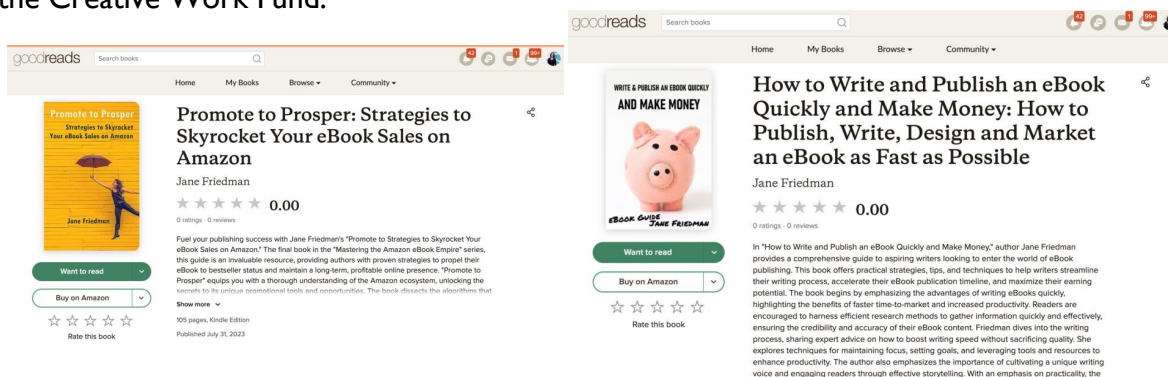 the Creative Work Fund.
goodreads
Search books
42
1
99+
Home My Books Browse Community
Promote to Prosper
Strategies to Skyrocket
Your eBook Sales on Amazon
Jane Friedman
Want to read
Buy on Amazon
Rate this book
Promote to Prosper: Strategies to
Skyrocket Your eBook Sales on
Amazon
Jane Friedman
0.00
0 ratings · 0 reviews
Fuel your publishing success with Jane Friedman's "Promote to Strategies to Skyrocket Your
eBook Sales on Amazon." The final book in the "Mastering the Amazon eBook Empire" series,
this guide is an invaluable resource, providing authors with proven strategies to propel their
eBook to bestseller status and maintain a long-term, profitable online presence. "Promote to
Prosper" equips you with a thorough understanding of the Amazon ecosystem, unlocking the
secrets to its unique promotional tools and opportunities. The book dissects the algorithms that
Show more
105 pages, Kindle Edition
Published July 31, 2023
goodreads
Search books
42
1
99+
Home My Books Browse Community
WRITE & PUBLISH AN EBOOK QUICKLY
AND MAKE MONEY
EBOOK GUIDE
JANE FRIEDMAN
Want to read
Buy on Amazon
Rate this book
How to Write and Publish an eBook
Quickly and Make Money: How to
Publish, Write, Design and Market
an eBook as Fast as Possible
Jane Friedman
0.00
0 ratings · 0 reviews
In "How to Write and Publish an eBook Quickly and Make Money," author Jane Friedman
provides a comprehensive guide to aspiring writers looking to enter the world of eBook
publishing. This book offers practical strategies, tips, and techniques to help writers streamline
their writing process, accelerate their eBook publication timeline, and maximize their earning
potential. The book begins by emphasizing the advantages of writing eBooks quickly,
highlighting the benefits of faster time-to-market and increased productivity. Readers are
encouraged to harness efficient research methods to gather information quickly and effectively,
ensuring the credibility and accuracy of their eBook content. Friedman dives into the writing
process, sharing expert advice on how to boost writing speed without sacrificing quality. She
explores techniques for maintaining focus, setting goals, and leveraging tools and resources to
enhance productivity. The author also emphasizes the importance of cultivating a unique writing
voice and engaging readers through effective storytelling. With an emphasis on practicality, the